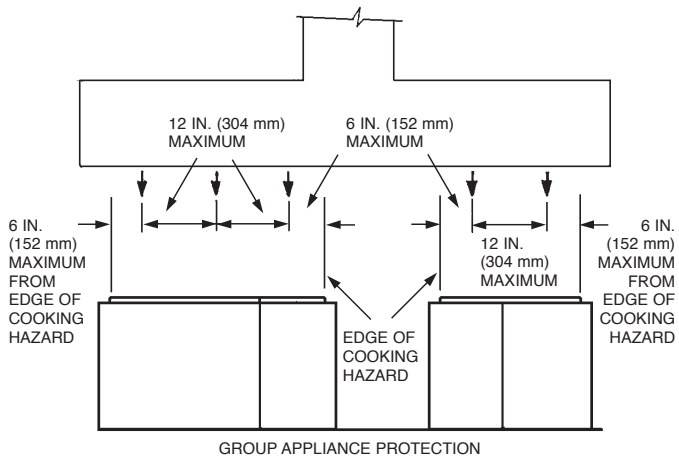 12 IN. (304 mm)
MAXIMUM
6 IN. (152 mm)
MAXIMUM
6 IN.
(152 mm)
MAXIMUM
FROM
EDGE OF
COOKING
HAZARD
12 IN.
(304 mm)
MAXIMUM
6 IN.
(152 mm)
MAXIMUM
FROM
EDGE OF
COOKING
HAZARD
EDGE OF
COOKING
HAZARD
GROUP APPLIANCE PROTECTION